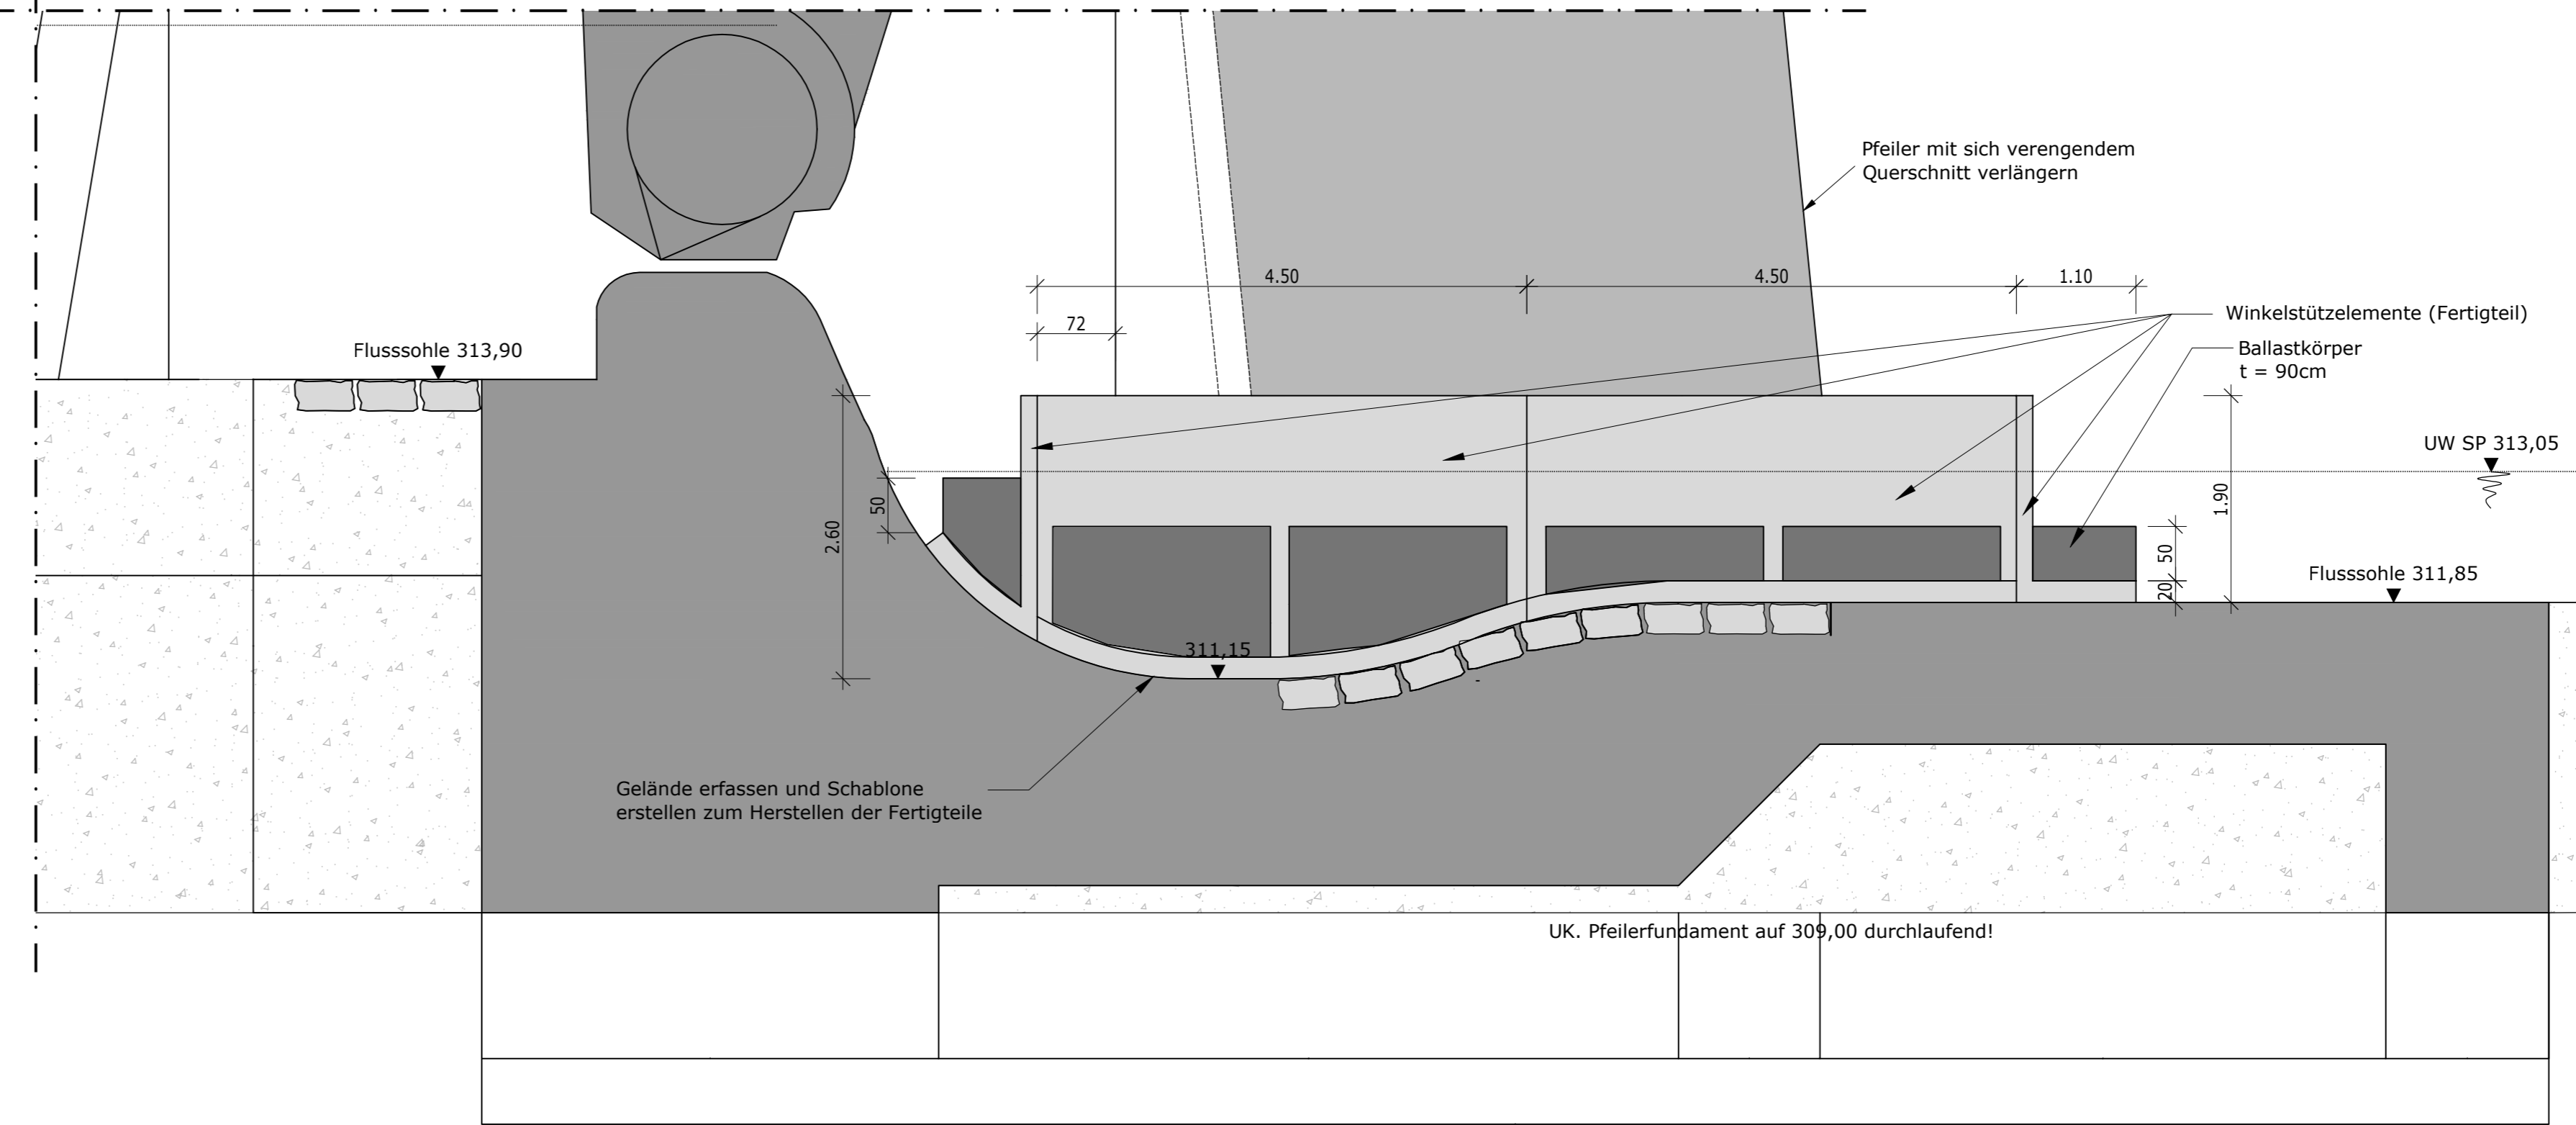 Pfeiler mit sich verengendem
Querschnitt verlängern
4.50
4.50
1.10
72
Winkelstützelemente (Fertigteil)
Ballastkörper
t = 90cm
Flusssohle 313,90
UW SP 313,05
50
2.60
1.90
50
20
Flusssohle 311,85
311,15
Gelände erfassen und Schablone
erstellen zum Herstellen der Fertigteile
UK. Pfeilerfundament auf 309,00 durchlaufend!